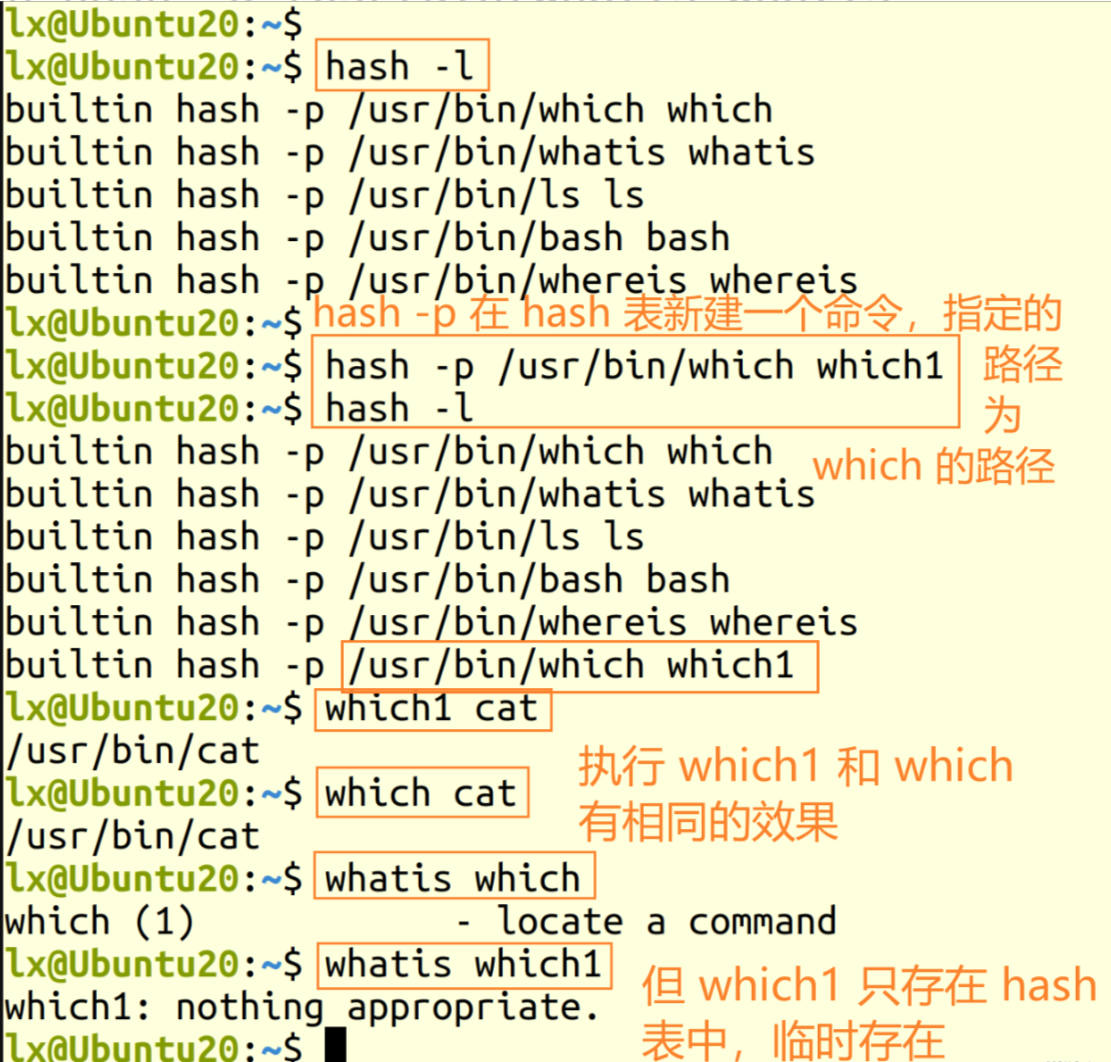 lx@Ubuntu20:~$
lx@Ubuntu20:~$ hash -l
builtin hash -p /usr/bin/which which
builtin hash -p /usr/bin/whatis whatis
builtin hash -p /usr/bin/ls ls
builtin hash -p /usr/bin/bash bash
builtin hash -p /usr/bin/whereis whereis
lx@Ubuntu20:~$
hash -p 在 hash 表新建一个命令，指定的
路径
为
which 的路径
lx@Ubuntu20:~$ hash -p /usr/bin/which which1
lx@Ubuntu20:~$ hash -l
builtin hash -p /usr/bin/which which
builtin hash -p /usr/bin/whatis whatis
builtin hash -p /usr/bin/ls ls
builtin hash -p /usr/bin/bash bash
builtin hash -p /usr/bin/whereis whereis
builtin hash -p /usr/bin/which which1
lx@Ubuntu20:~$ which1 cat
/usr/bin/cat
lx@Ubuntu20:~$ which cat
/usr/bin/cat
执行 which1 和 which
有相同的效果
lx@Ubuntu20:~$ whatis which
which (1)            - locate a command
lx@Ubuntu20:~$ whatis which1
which1: nothing appropriate.
lx@Ubuntu20:~$
但 which1 只存在 hash
表中，临时存在